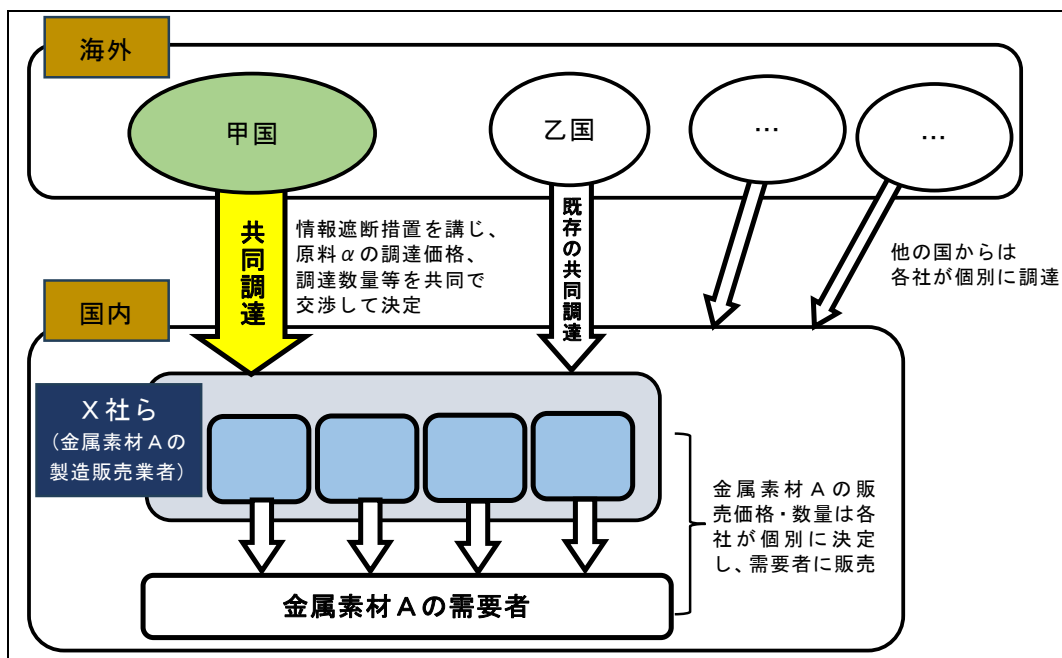 海外
甲国
乙国
…
…
共同調達
情報遮断措置を講じ、
原料αの調達価格、
調達数量等を共同で
交渉して決定
既存の共同調達
他の国からは
各社が個別に調達
国内
X社ら
(金属素材Aの
製造販売業者)
金属素材Aの販
売価格・数量は各
社が個別に決定
し、需要者に販売
金属素材Aの需要者